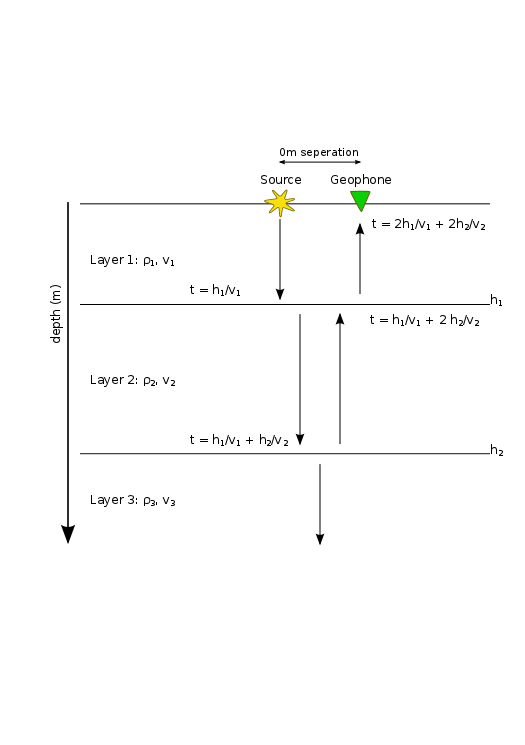 0m seperation
Source
Geophone
t = 2h₁/v₁ + 2h₂/v₂
Layer 1: ρ₁, v₁
t = h₁/v₁
h₁
depth (m)
t = h₁/v₁ + 2 h₂/v₂
Layer 2: ρ₂, v₂
t = h₁/v₁ + h₂/v₂
h₂
Layer 3: ρ₃, v₃